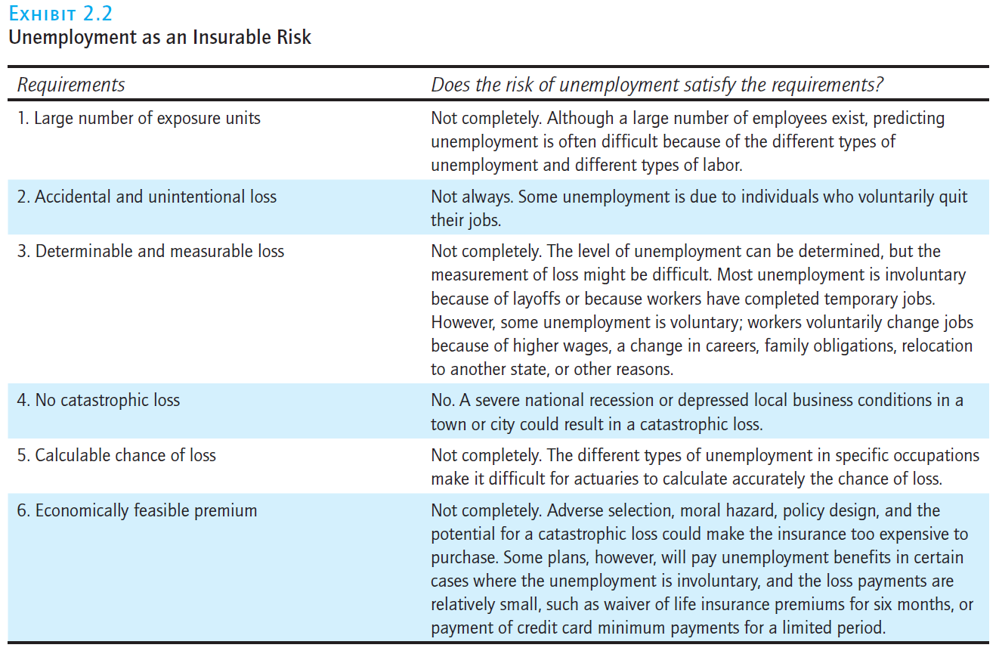 EXHIBIT 2.2
Unemployment as an Insurable Risk
Requirements
Does the risk of unemployment satisfy the requirements?
1. Large number of exposure units
Not completely. Although a large number of employees exist, predicting
unemployment is often difficult because of the different types of
unemployment and different types of labor.
2. Accidental and unintentional loss
Not always. Some unemployment is due to individuals who voluntarily quit
their jobs.
3. Determinable and measurable loss
Not completely. The level of unemployment can be determined, but the
measurement of loss might be difficult. Most unemployment is involuntary
because of layoffs or because workers have completed temporary jobs.
However, some unemployment is voluntary; workers voluntarily change jobs
because of higher wages, a change in careers, family obligations, relocation
to another state, or other reasons.
4. No catastrophic loss
No. A severe national recession or depressed local business conditions in a
town or city could result in a catastrophic loss.
5. Calculable chance of loss
Not completely. The different types of unemployment in specific occupations
make it difficult for actuaries to calculate accurately the chance of loss.
6. Economically feasible premium
Not completely. Adverse selection, moral hazard, policy design, and the
potential for a catastrophic loss could make the insurance too expensive to
purchase. Some plans, however, will pay unemployment benefits in certain
cases where the unemployment is involuntary, and the loss payments are
relatively small, such as waiver of life insurance premiums for six months, or
payment of credit card minimum payments for a limited period.